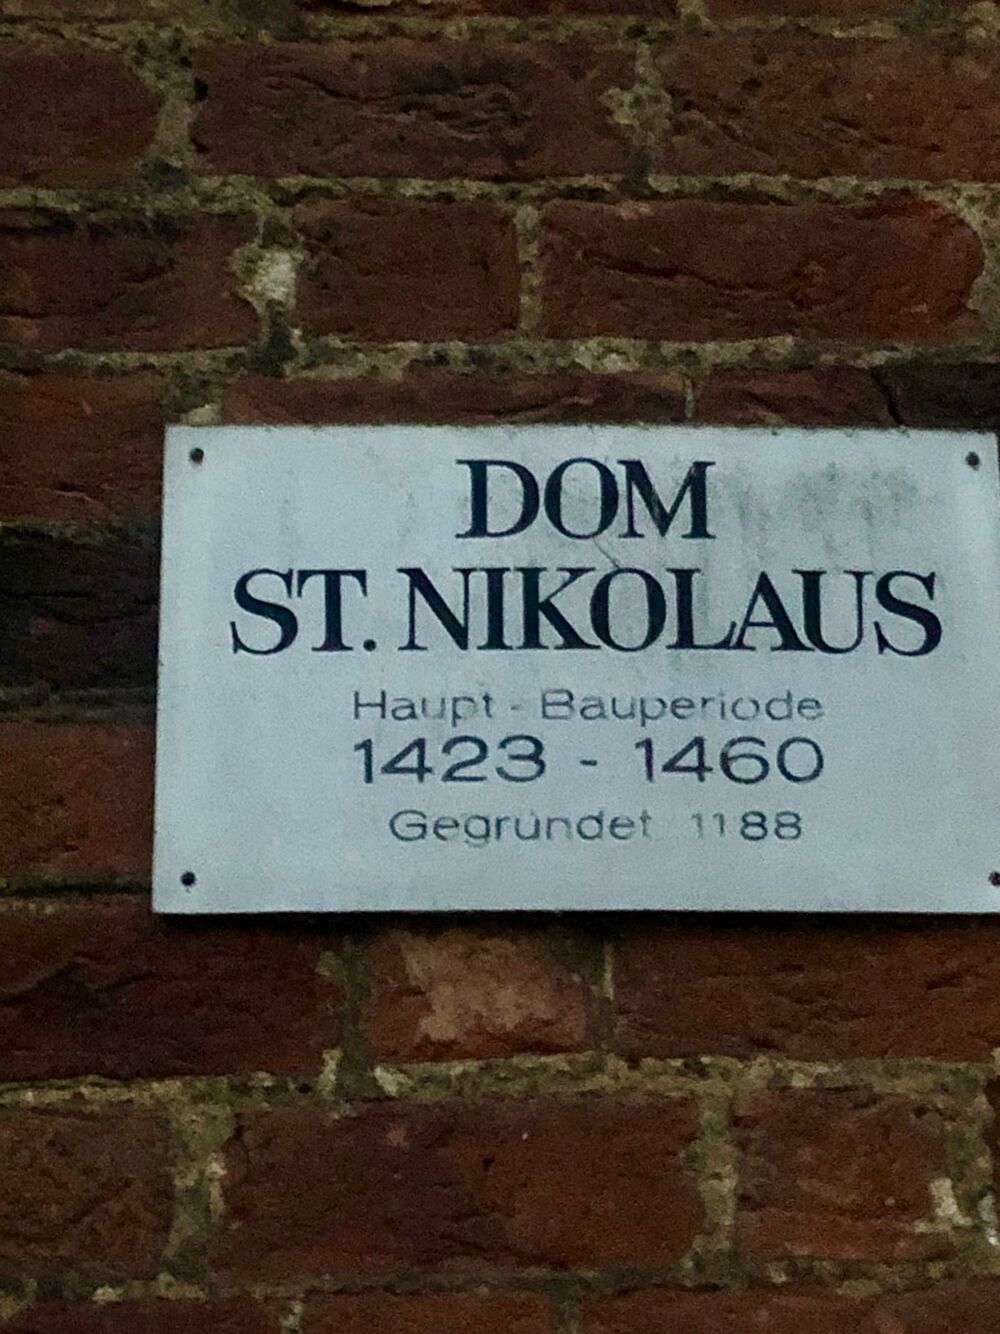 DOM
ST. NIKOLAUS
Haupt - Bauperiode
1423 - 1460
Gegründet 1188